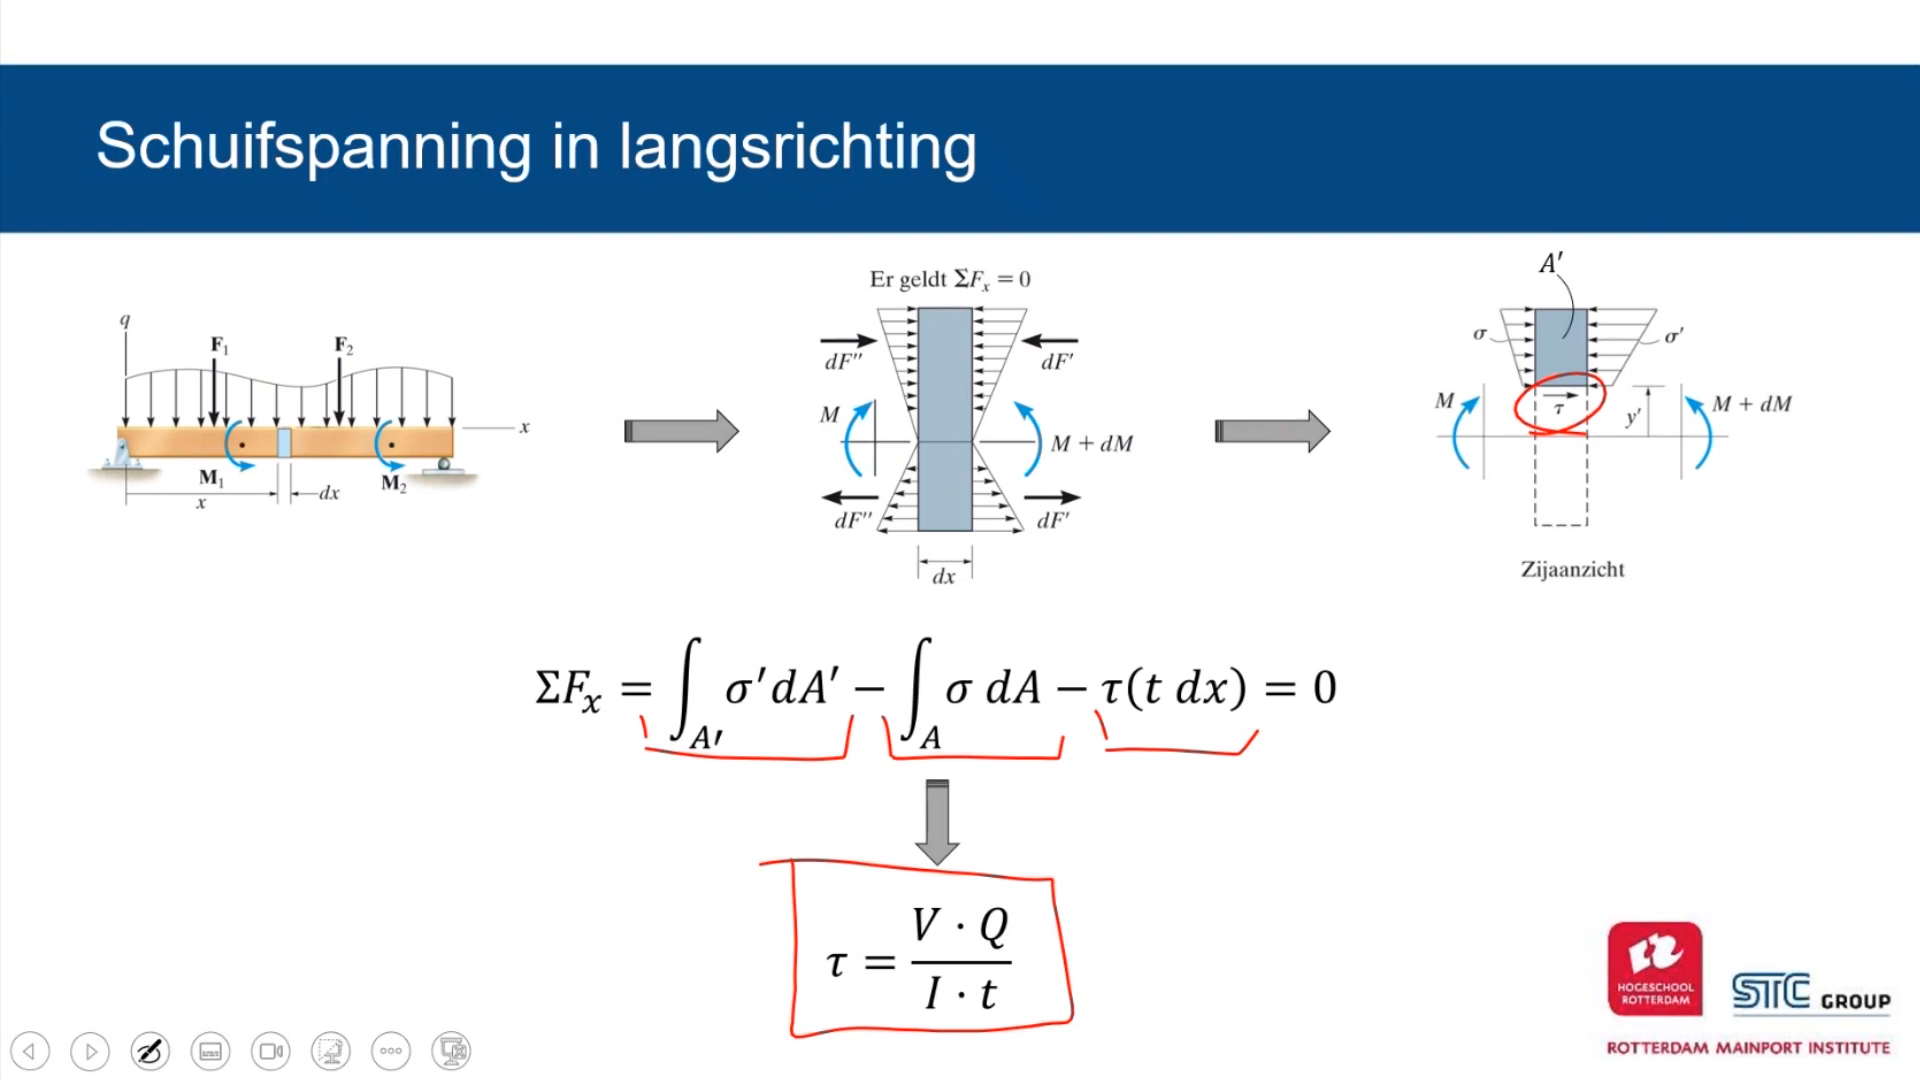 Schuifspanning in langsrichting
q
F₁
F₂
x
M₁
M₂
x
dx
Er geldt ΣFₓ = 0
dF''
dF'
M
M + dM
dF''
dF'
dx
A'
σ
σ'
M
τ
y'
M + dM
Zijaanzicht
ΣFₓ = ∫_A′ σ′dA′ − ∫_A σ dA − τ(t dx) = 0
τ = V · Q / I · t
HOGESCHOOL
ROTTERDAM
STC GROUP
ROTTERDAM MAINPORT INSTITUTE